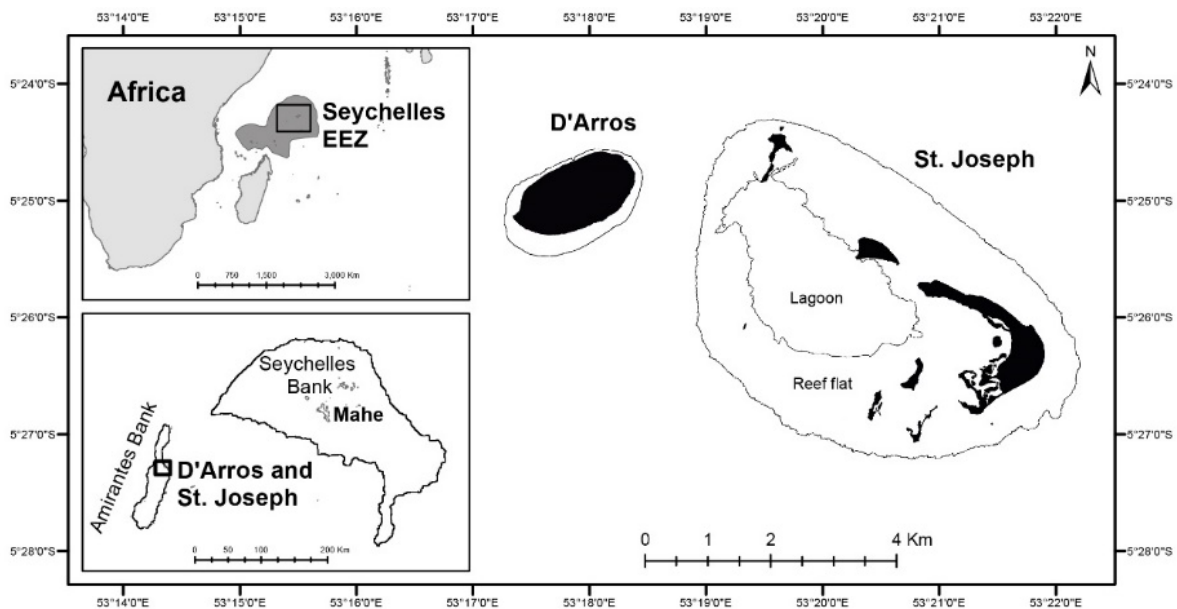 53°14'0"E 53°15'0"E 53°16'0"E 53°17'0"E 53°18'0"E 53°19'0"E 53°20'0"E 53°21'0"E 53°22'0"E
5°24'0"S
5°25'0"S
5°26'0"S
5°27'0"S
5°28'0"S
Africa
Seychelles
EEZ
0 750 1,500 3,000 Km
Seychelles
Bank
Mahe
Amirantes Bank
D'Arros and
St. Joseph
0 50 100 200 Km
D'Arros
St. Joseph
Lagoon
Reef flat
N
0 1 2 4 Km
5°24'0"S
5°25'0"S
5°26'0"S
5°27'0"S
5°28'0"S
53°14'0"E 53°15'0"E 53°16'0"E 53°17'0"E 53°18'0"E 53°19'0"E 53°20'0"E 53°21'0"E 53°22'0"E